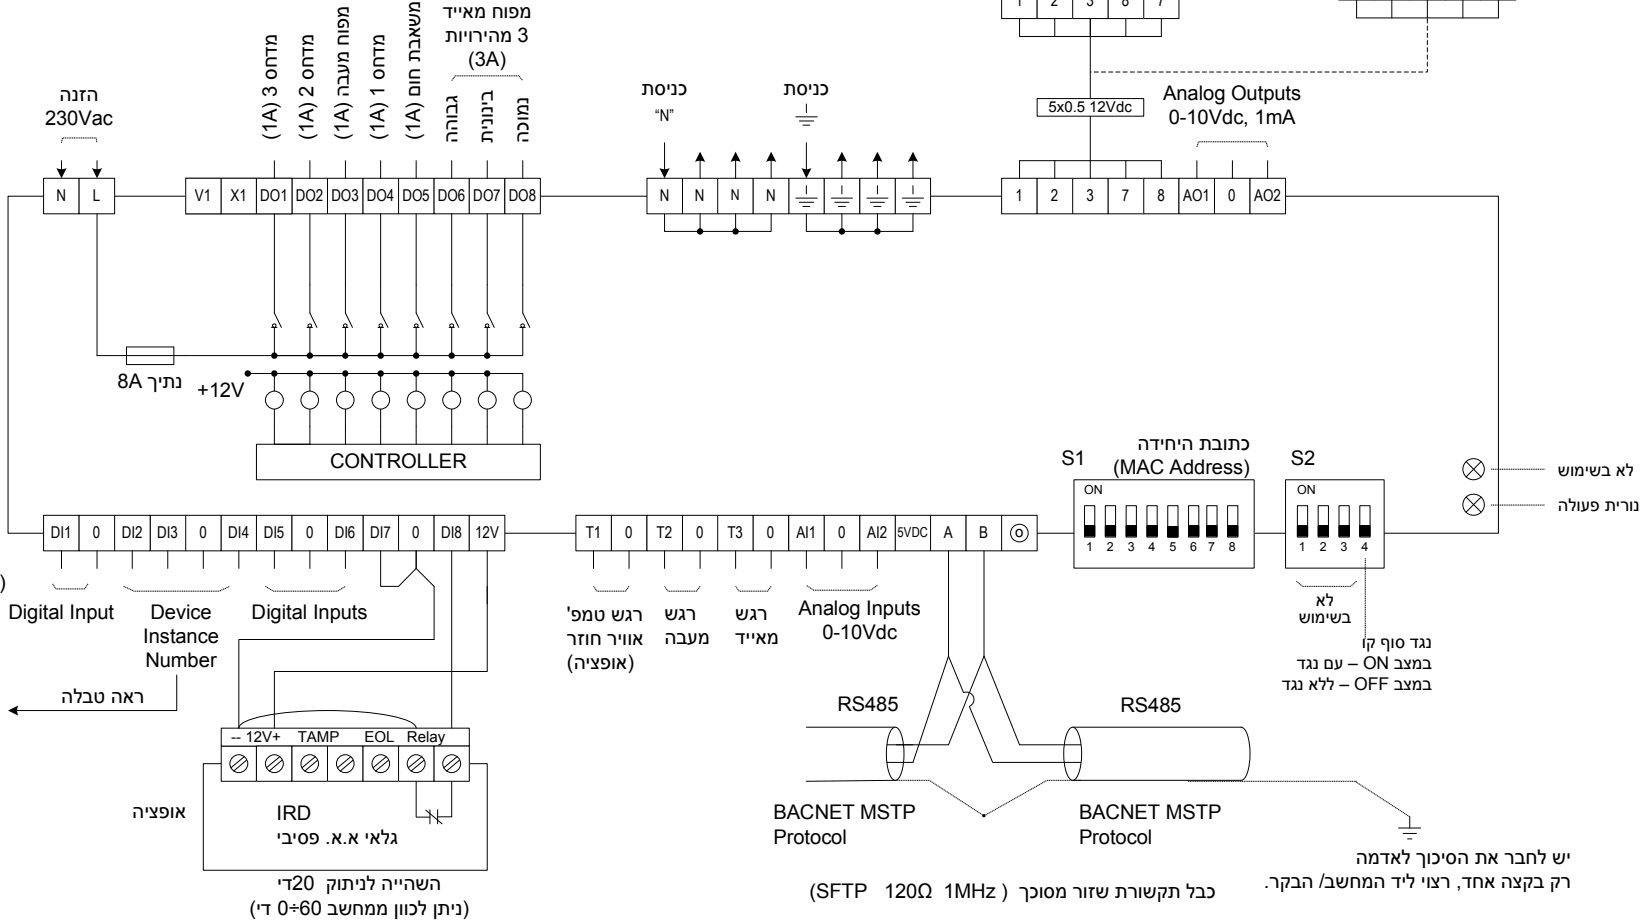 1 2 3 6 7
מפוח מאייד
3 מהירויות
(3A)
מדחס 3 (1A)
מדחס 2 (1A)
מפוח מעבה (1A)
מדחס 1 (1A)
משאבת חום (1A)
גבוהה
בינונית
נמוכה
הזנה
230Vac
כניסת
“N”
כניסת
5x0.5 12Vdc
Analog Outputs
0-10Vdc, 1mA
N L
V1 X1 DO1 DO2 DO3 DO4 DO5 DO6 DO7 DO8
N N N N
1 2 3 7 8 AO1 0 AO2
נתיך 8A
+12V
CONTROLLER
S1
כתובת היחידה
(MAC Address)
ON
1 2 3 4 5 6 7 8
S2
ON
1 2 3 4
לא בשימוש
נורית פעולה
DI1 0 DI2 DI3 0 DI4 DI5 0 DI6 DI7 0 DI8 12V
T1 0 T2 0 T3 0 AI1 0 AI2 5VDC A B
)
Digital Input
Device
Instance
Number
Digital Inputs
ראה טבלה
רגש טמפ'
אוויר חוזר
(אופציה)
רגש
מעבה
רגש
מאייד
Analog Inputs
0-10Vdc
לא
בשימוש
נגד סוף קו
במצב ON – עם נגד
במצב OFF – ללא נגד
-- 12V+ TAMP EOL Relay
אופציה
IRD
גלאי א.א. פסיבי
השהייה לניתוק 20די
(ניתן לכוון ממחשב 60÷0 די)
RS485
RS485
BACNET MSTP
Protocol
BACNET MSTP
Protocol
כבל תקשורת שזור מסוכך ( SFTP 120Ω 1MHz)
יש לחבר את הסיכוך לאדמה
רק בקצה אחד, רצוי ליד המחשב/ הבקר.